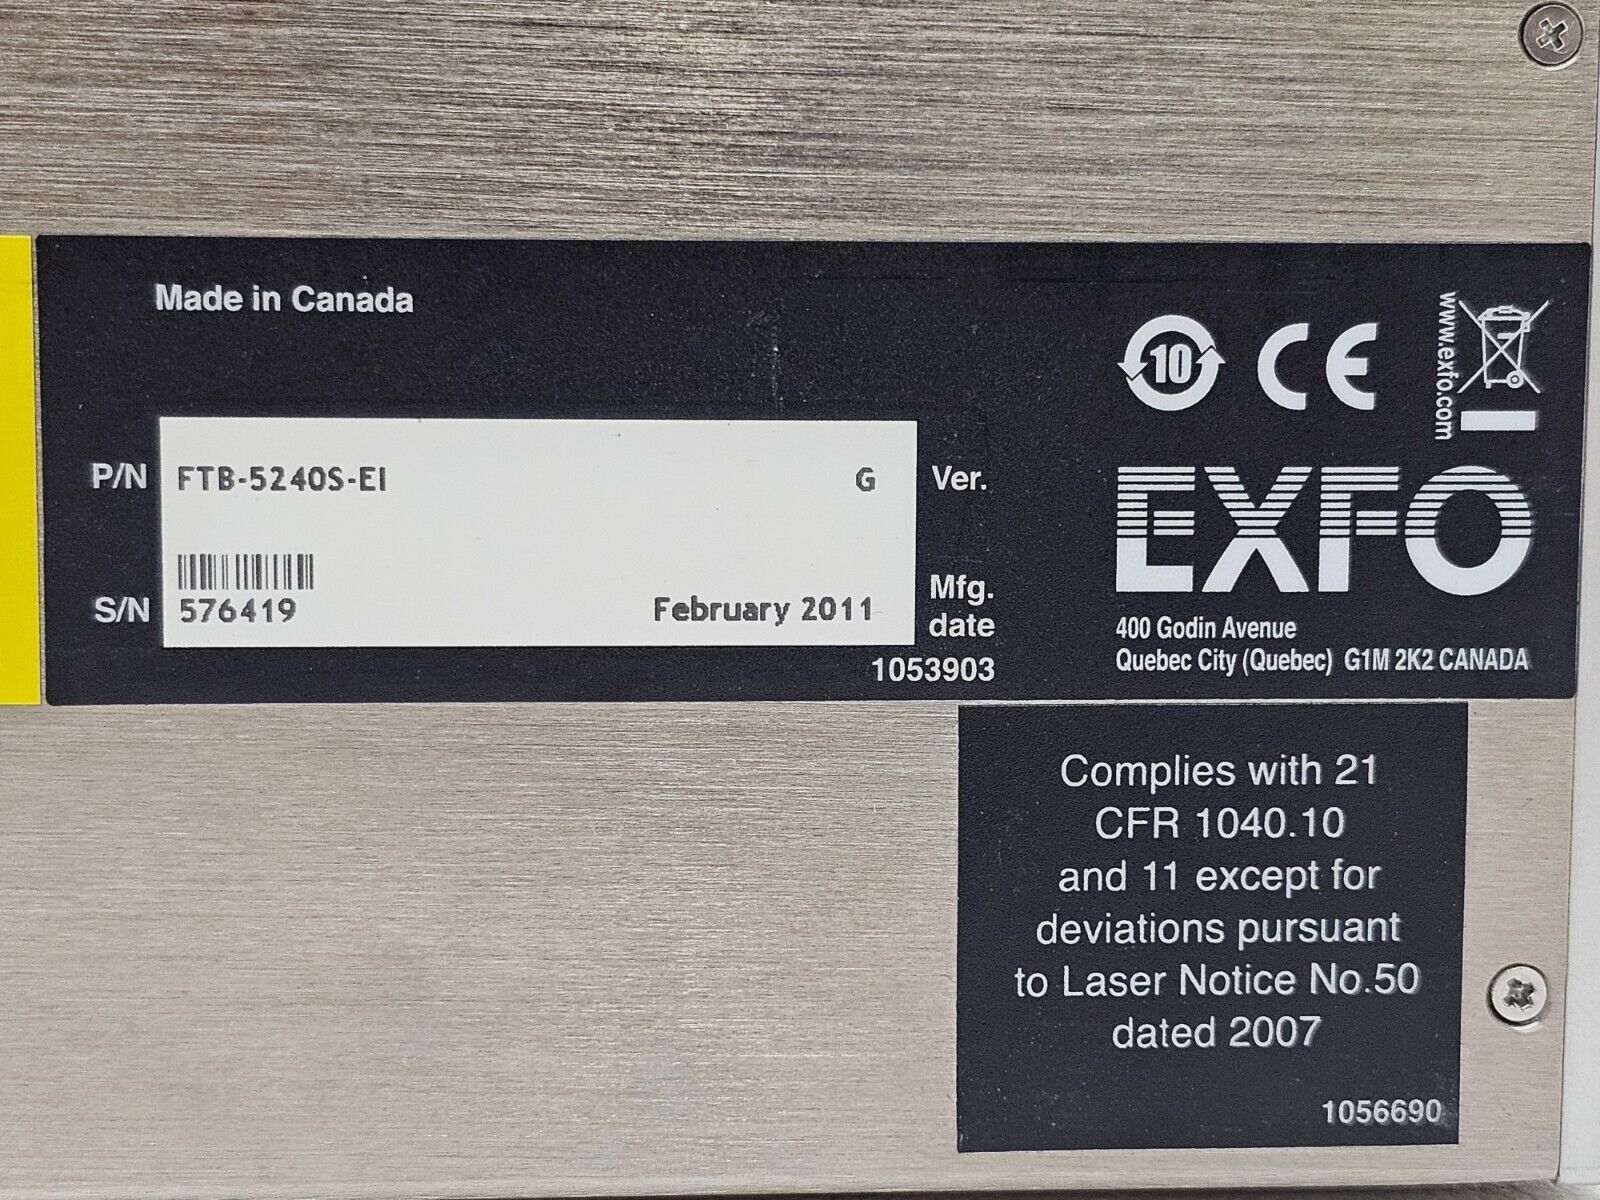 Made in Canada
P/N FTB-5240S-EI G Ver.
S/N 576419 February 2011 Mfg. date
1053903
10
CE
www.exfo.com
EXFO
400 Godin Avenue
Quebec City (Quebec) G1M 2K2 CANADA
Complies with 21
CFR 1040.10
and 11 except for
deviations pursuant
to Laser Notice No.50
dated 2007
1056690